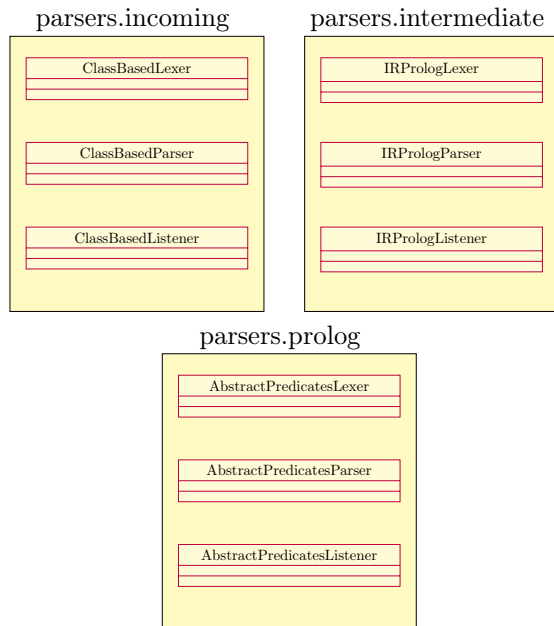 parsers.incoming
ClassBasedLexer
ClassBasedParser
ClassBasedListener
parsers.intermediate
IRPrologLexer
IRPrologParser
IRPrologListener
parsers.prolog
AbstractPredicatesLexer
AbstractPredicatesParser
AbstractPredicatesListener